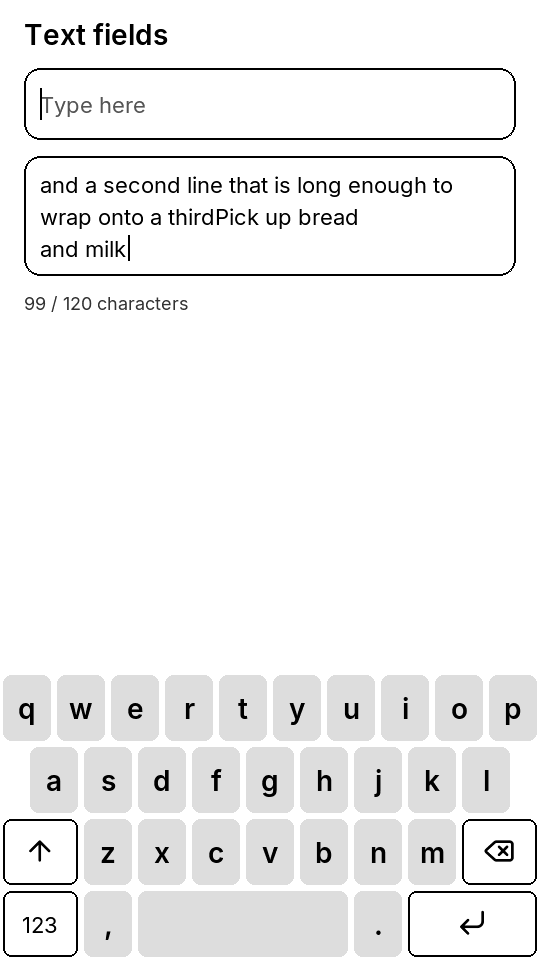 Text fields
Type here
and a second line that is long enough to
wrap onto a thirdPick up bread
and milk
99 / 120 characters
q w e r t y u i o p
a s d f g h j k l
z x c v b n m
123 , .